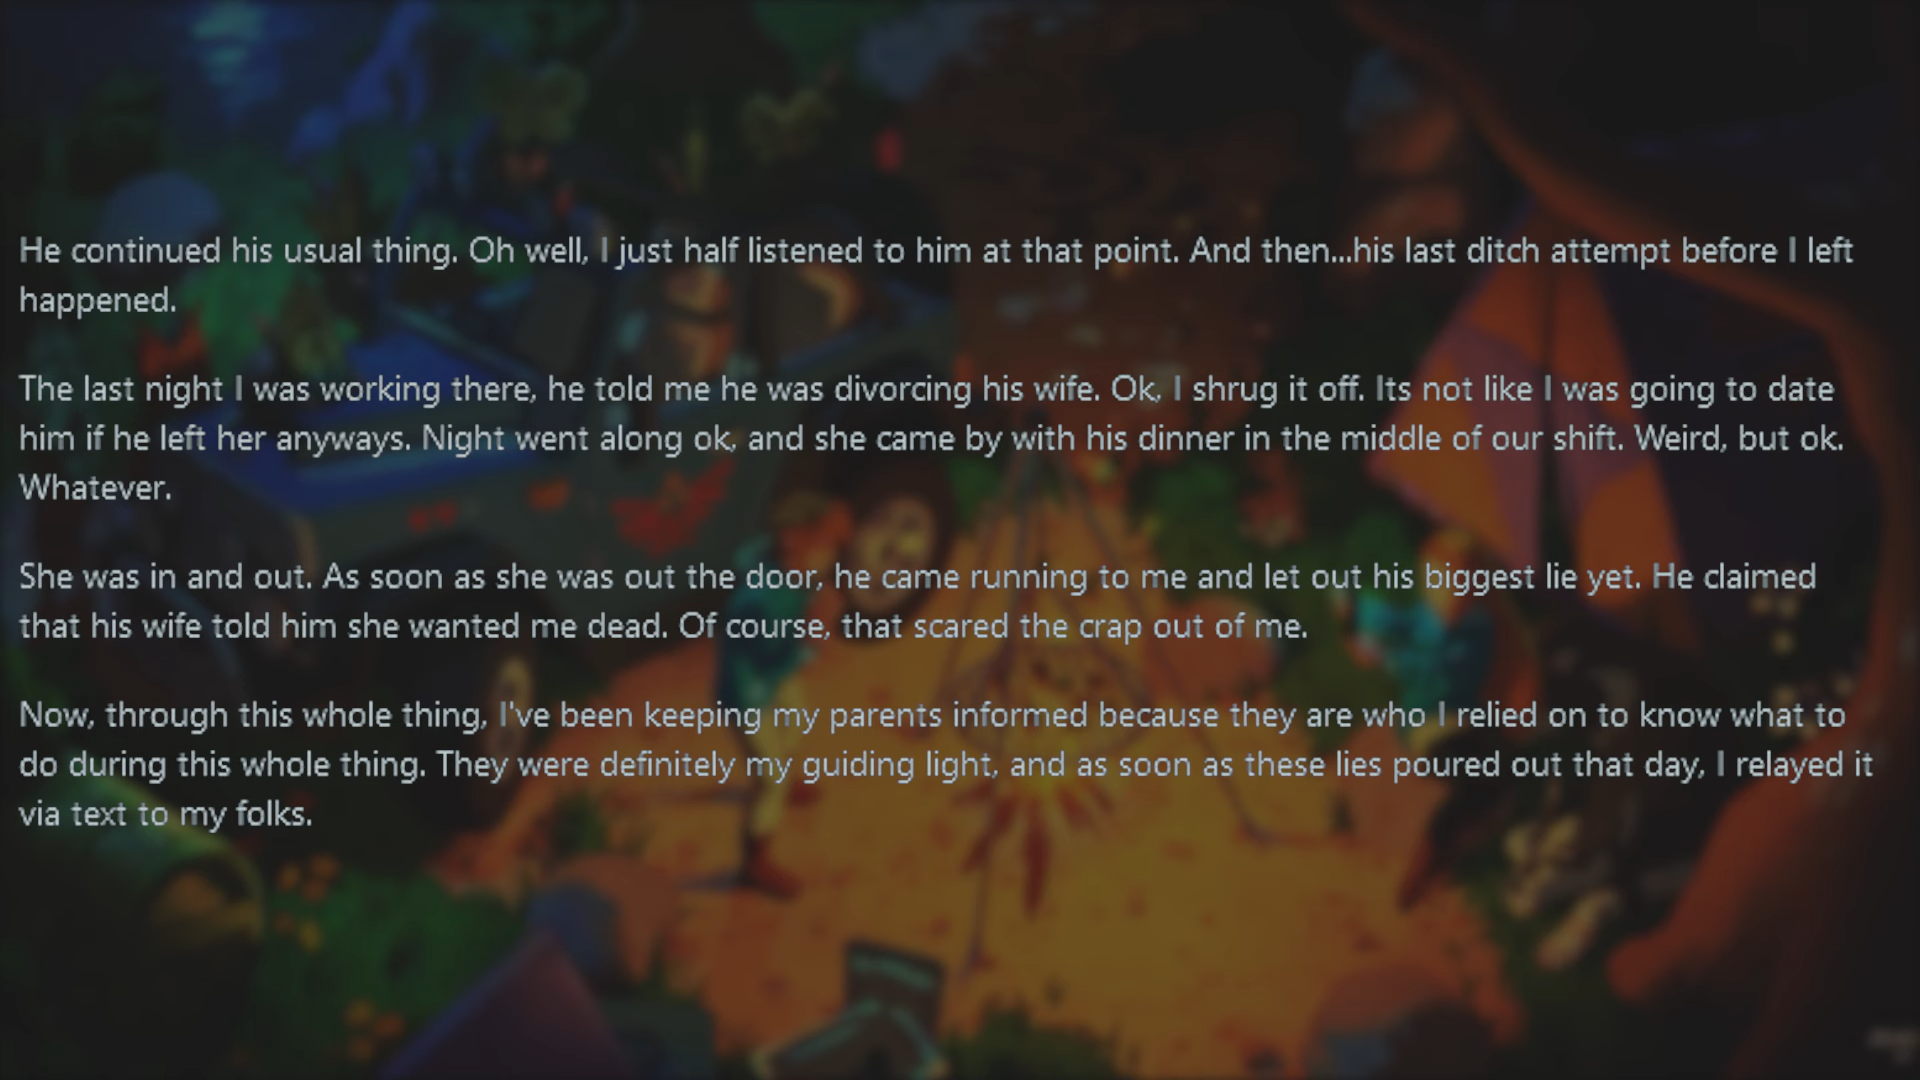 He continued his usual thing. Oh well, I just half listened to him at that point. And then...his last ditch attempt before I left
happened.
The last night I was working there, he told me he was divorcing his wife. Ok, I shrug it off. Its not like I was going to date
him if he left her anyways. Night went along ok, and she came by with his dinner in the middle of our shift. Weird, but ok.
Whatever.
She was in and out. As soon as she was out the door, he came running to me and let out his biggest lie yet. He claimed
that his wife told him she wanted me dead. Of course, that scared the crap out of me.
Now, through this whole thing, I've been keeping my parents informed because they are who I relied on to know what to
do during this whole thing. They were definitely my guiding light, and as soon as these lies poured out that day, I relayed it
via text to my folks.